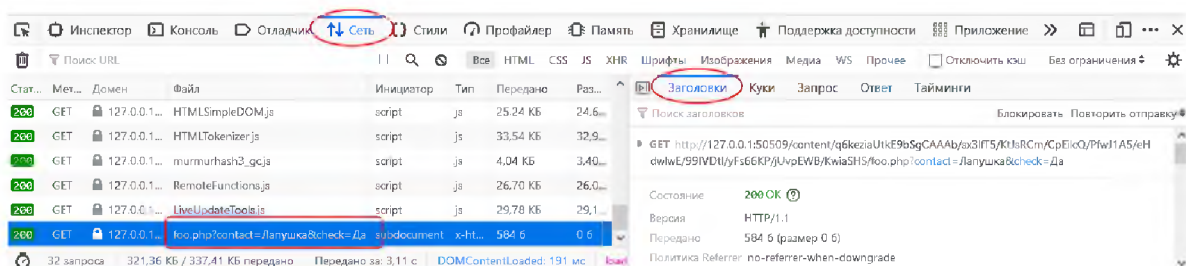 Инспектор Консоль Отладчик Сеть Стили Профайлер Память Хранилище Поддержка доступности Приложение
Поиск URL Все HTML CSS JS XHR Шрифты Изображения Медиа WS Прочее Отключить кэш Без ограничения
Стат... Мет... Домен Файл Инициатор Тип Передано Раз... Заголовки Куки Запрос Ответ Тайминги
200 GET 127.0.0.1... HTMLSimpleDOM.js script js 25,24 КБ 24,6...
Поиск заголовков Блокировать Повторить отправку
200 GET 127.0.0.1... HTMLTokenizer.js script js 33,54 КБ 32,9...
200 GET 127.0.0.1... murmurhash3_gc.js script js 4,04 КБ 3,40...
200 GET 127.0.0.1... RemoteFunctions.js script js 26,70 КБ 26,0...
200 GET 127.0.0.1... LiveUpdateTools.js script js 29,78 КБ 29,1...
200 GET 127.0.0.1... foo.php?contact=Лапушка&check=Да subdocument x-ht... 584 б 0 б
32 запроса 321,36 КБ / 337,41 КБ передано Передано за: 3,11 с DOMContentLoaded: 191 мс load
GET http://127.0.0.1:50509/content/
dwIwE/99IVDtI/yFs66KP/jUvpEWB/KwiaSHS/foo.php?contact=Лапушка&check=Да
Состояние 200 OK
Версия HTTP/1.1
Передано 584 б (размер 0 б)
Политика Referrer no-referrer-when-downgrade